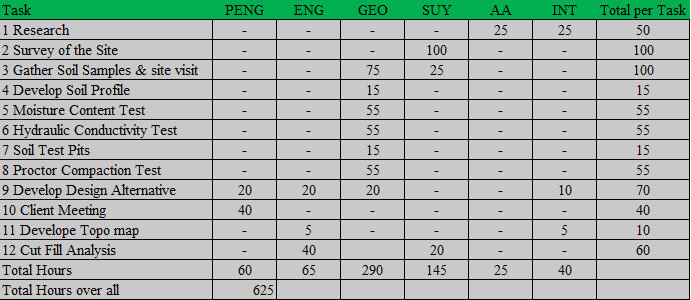 Task PENG ENG GEO SUY AA INT Total per Task
1 Research - - - - 25 25 50
2 Survey of the Site - - - 100 - - 100
3 Gather Soil Samples & site visit - - 75 25 - - 100
4 Develop Soil Profile - - 15 - - - 15
5 Moisture Content Test - - 55 - - - 55
6 Hydraulic Conductivity Test - - 55 - - - 55
7 Soil Test Pits - - 15 - - - 15
8 Proctor Compaction Test - - 55 - - - 55
9 Develop Design Alternative 20 20 20 - - 10 70
10 Client Meeting 40 - - - - - 40
11 Develope Topo map - 5 - - - 5 10
12 Cut Fill Analysis - 40 - 20 - - 60
Total Hours 60 65 290 145 25 40
Total Hours over all 625